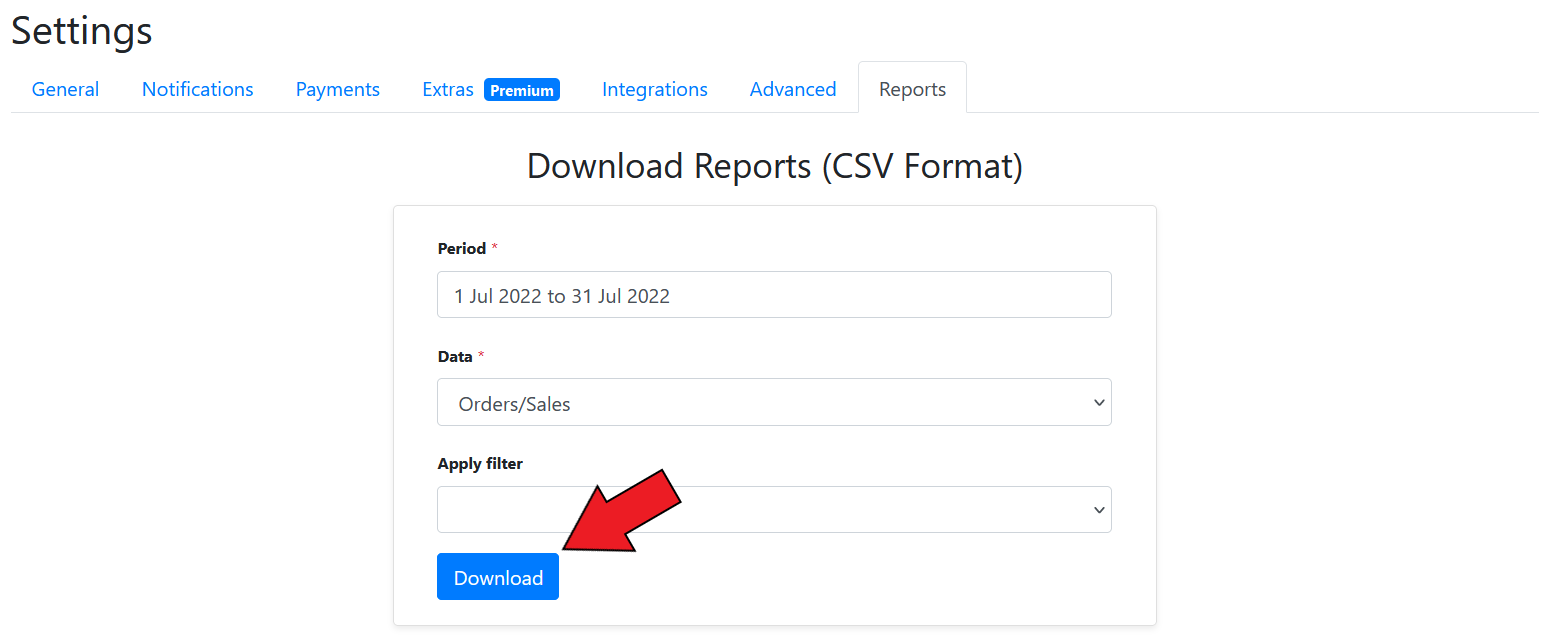 Settings
General Notifications Payments Extras Premium Integrations Advanced Reports
Download Reports (CSV Format)
Period *
1 Jul 2022 to 31 Jul 2022
Data *
Orders/Sales
Apply filter
Download